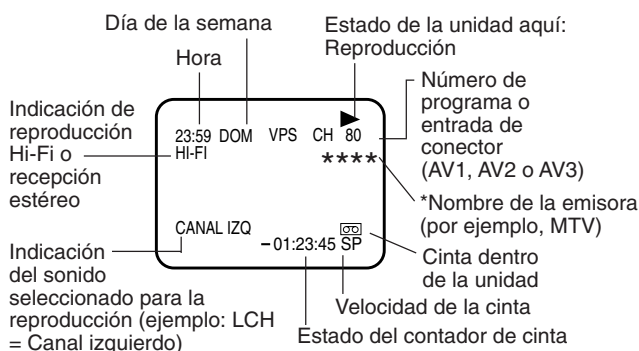 Día de la semana
Hora
Estado de la unidad aquí:
Reproducción
Número de
programa o
entrada de
conector
(AV1, AV2 o AV3)
*Nombre de la emisora
(por ejemplo, MTV)
Cinta dentro
de la unidad
Velocidad de la cinta
Estado del contador de cinta
Indicación de
reproducción
Hi-Fi o
recepción
estéreo
Indicación
del sonido
seleccionado para la
reproducción (ejemplo: LCH
= Canal izquierdo)
23:59 DOM VPS CH 80
HI-FI
****
CANAL IZQ
−01:23:45 SP